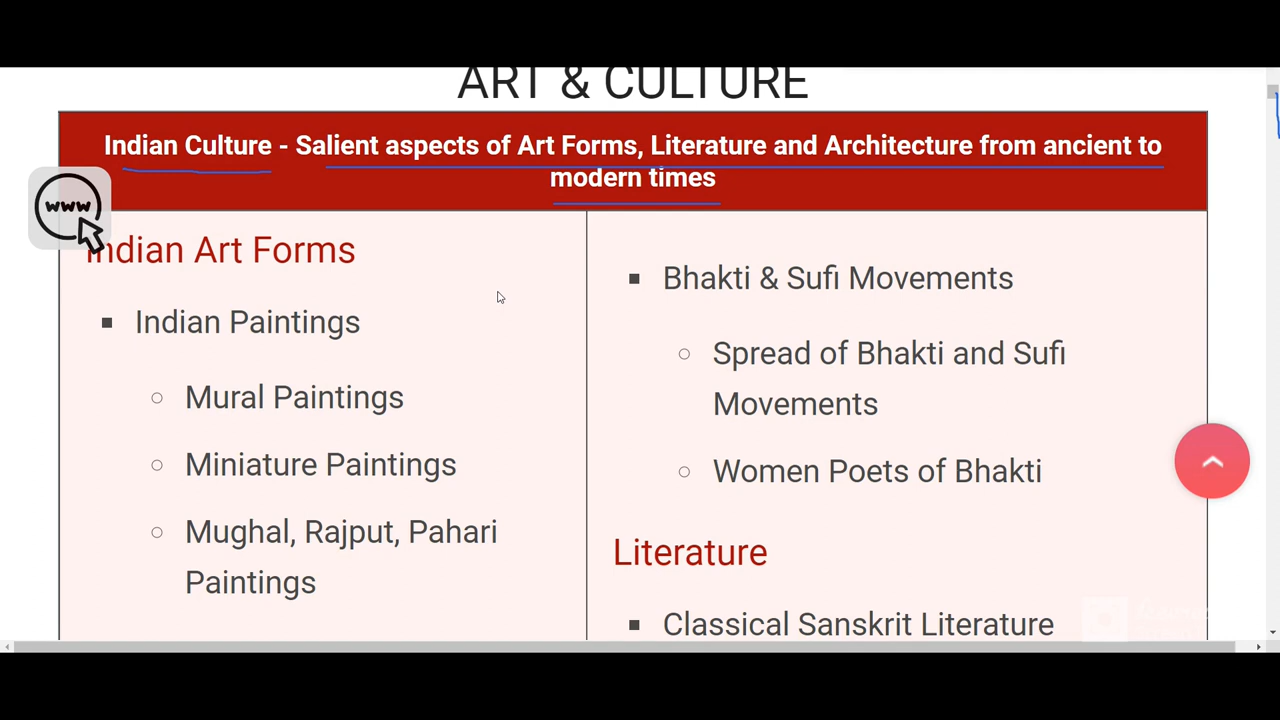 ART & CULTURE
Indian Culture - Salient aspects of Art Forms, Literature and Architecture from ancient to
modern times
www
Indian Art Forms
Indian Paintings
Mural Paintings
Miniature Paintings
Mughal, Rajput, Pahari
Paintings
Bhakti & Sufi Movements
Spread of Bhakti and Sufi
Movements
Women Poets of Bhakti
Literature
Classical Sanskrit Literature